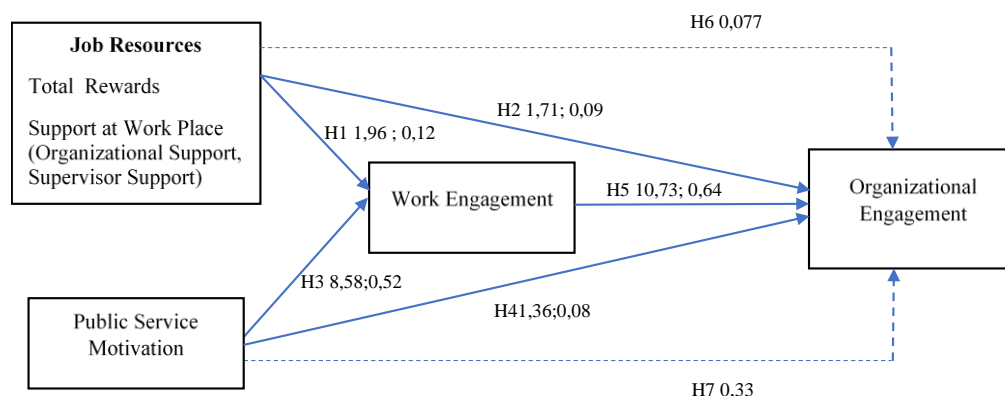 H6 0,077
Job Resources
Total Rewards
Support at Work Place
(Organizational Support,
Supervisor Support)
H2 1,71; 0,09
H1 1,96 ; 0,12
Work Engagement
H5 10,73; 0,64
Organizational
Engagement
H3 8,58;0,52
H41,36;0,08
Public Service
Motivation
H7 0,33